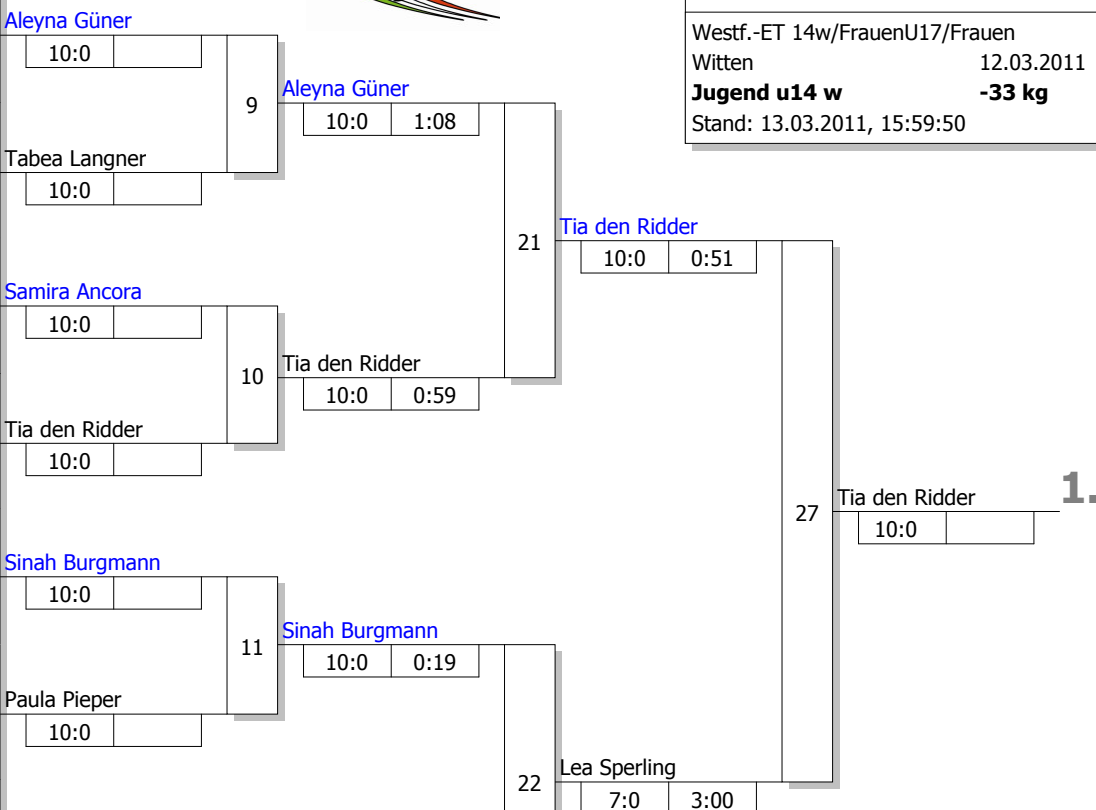 Westf.-ET 14w/FrauenU17/Frauen
Witten 12.03.2011
Jugend u14 w -33 kg
Stand: 13.03.2011, 15:59:50
Aleyna Güner
10:0
9
Aleyna Güner
10:0 1:08
Tabea Langner
10:0
21
Tia den Ridder
10:0 0:51
Samira Ancora
10:0
10
Tia den Ridder
10:0 0:59
Tia den Ridder
10:0
27
Tia den Ridder 1.
10:0
Sinah Burgmann
10:0
11
Sinah Burgmann
10:0 0:19
Paula Pieper
10:0
22
Lea Sperling
7:0 3:00